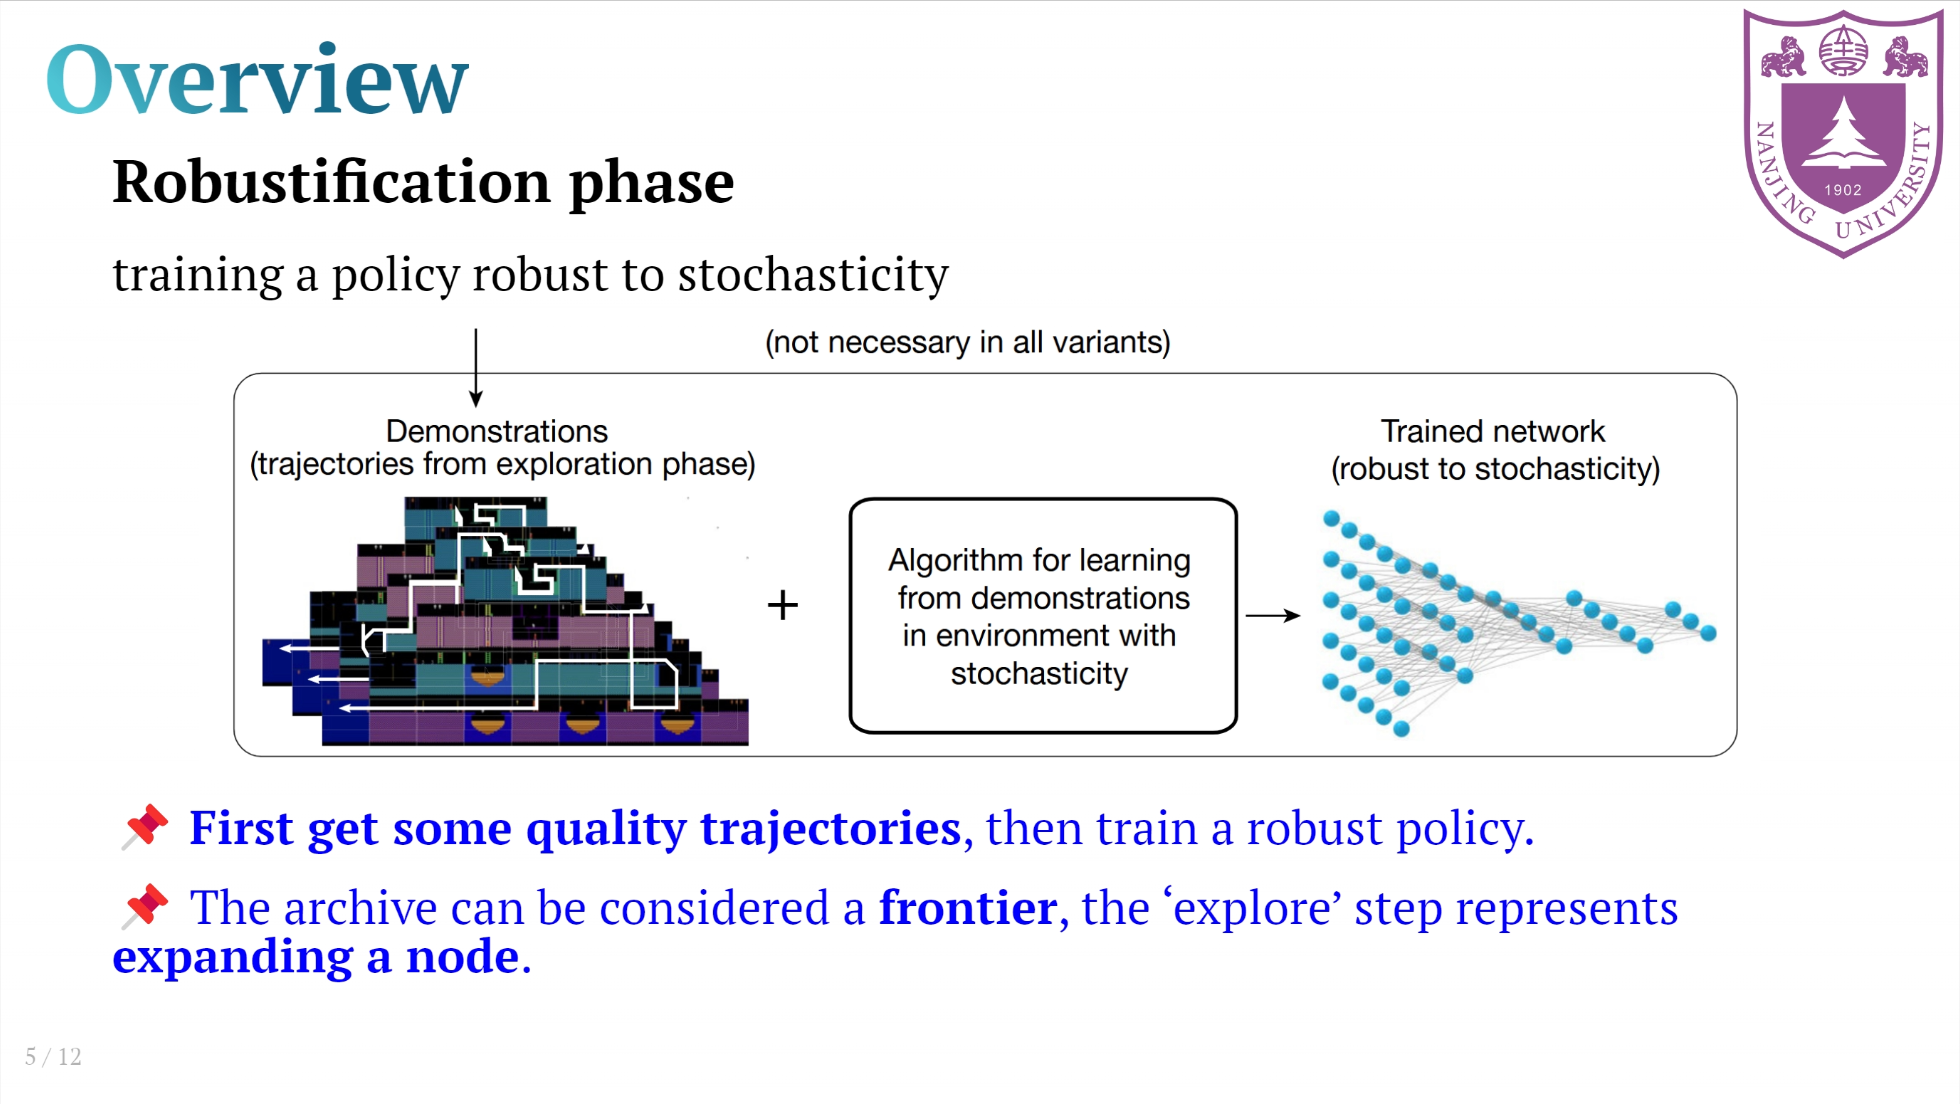 Overview
NANJING UNIVERSITY
1902
Robustification phase
training a policy robust to stochasticity
(not necessary in all variants)
Demonstrations
(trajectories from exploration phase)
+
Algorithm for learning
from demonstrations
in environment with
stochasticity
Trained network
(robust to stochasticity)
First get some quality trajectories, then train a robust policy.
The archive can be considered a frontier, the ‘explore’ step represents
expanding a node.
5 / 12